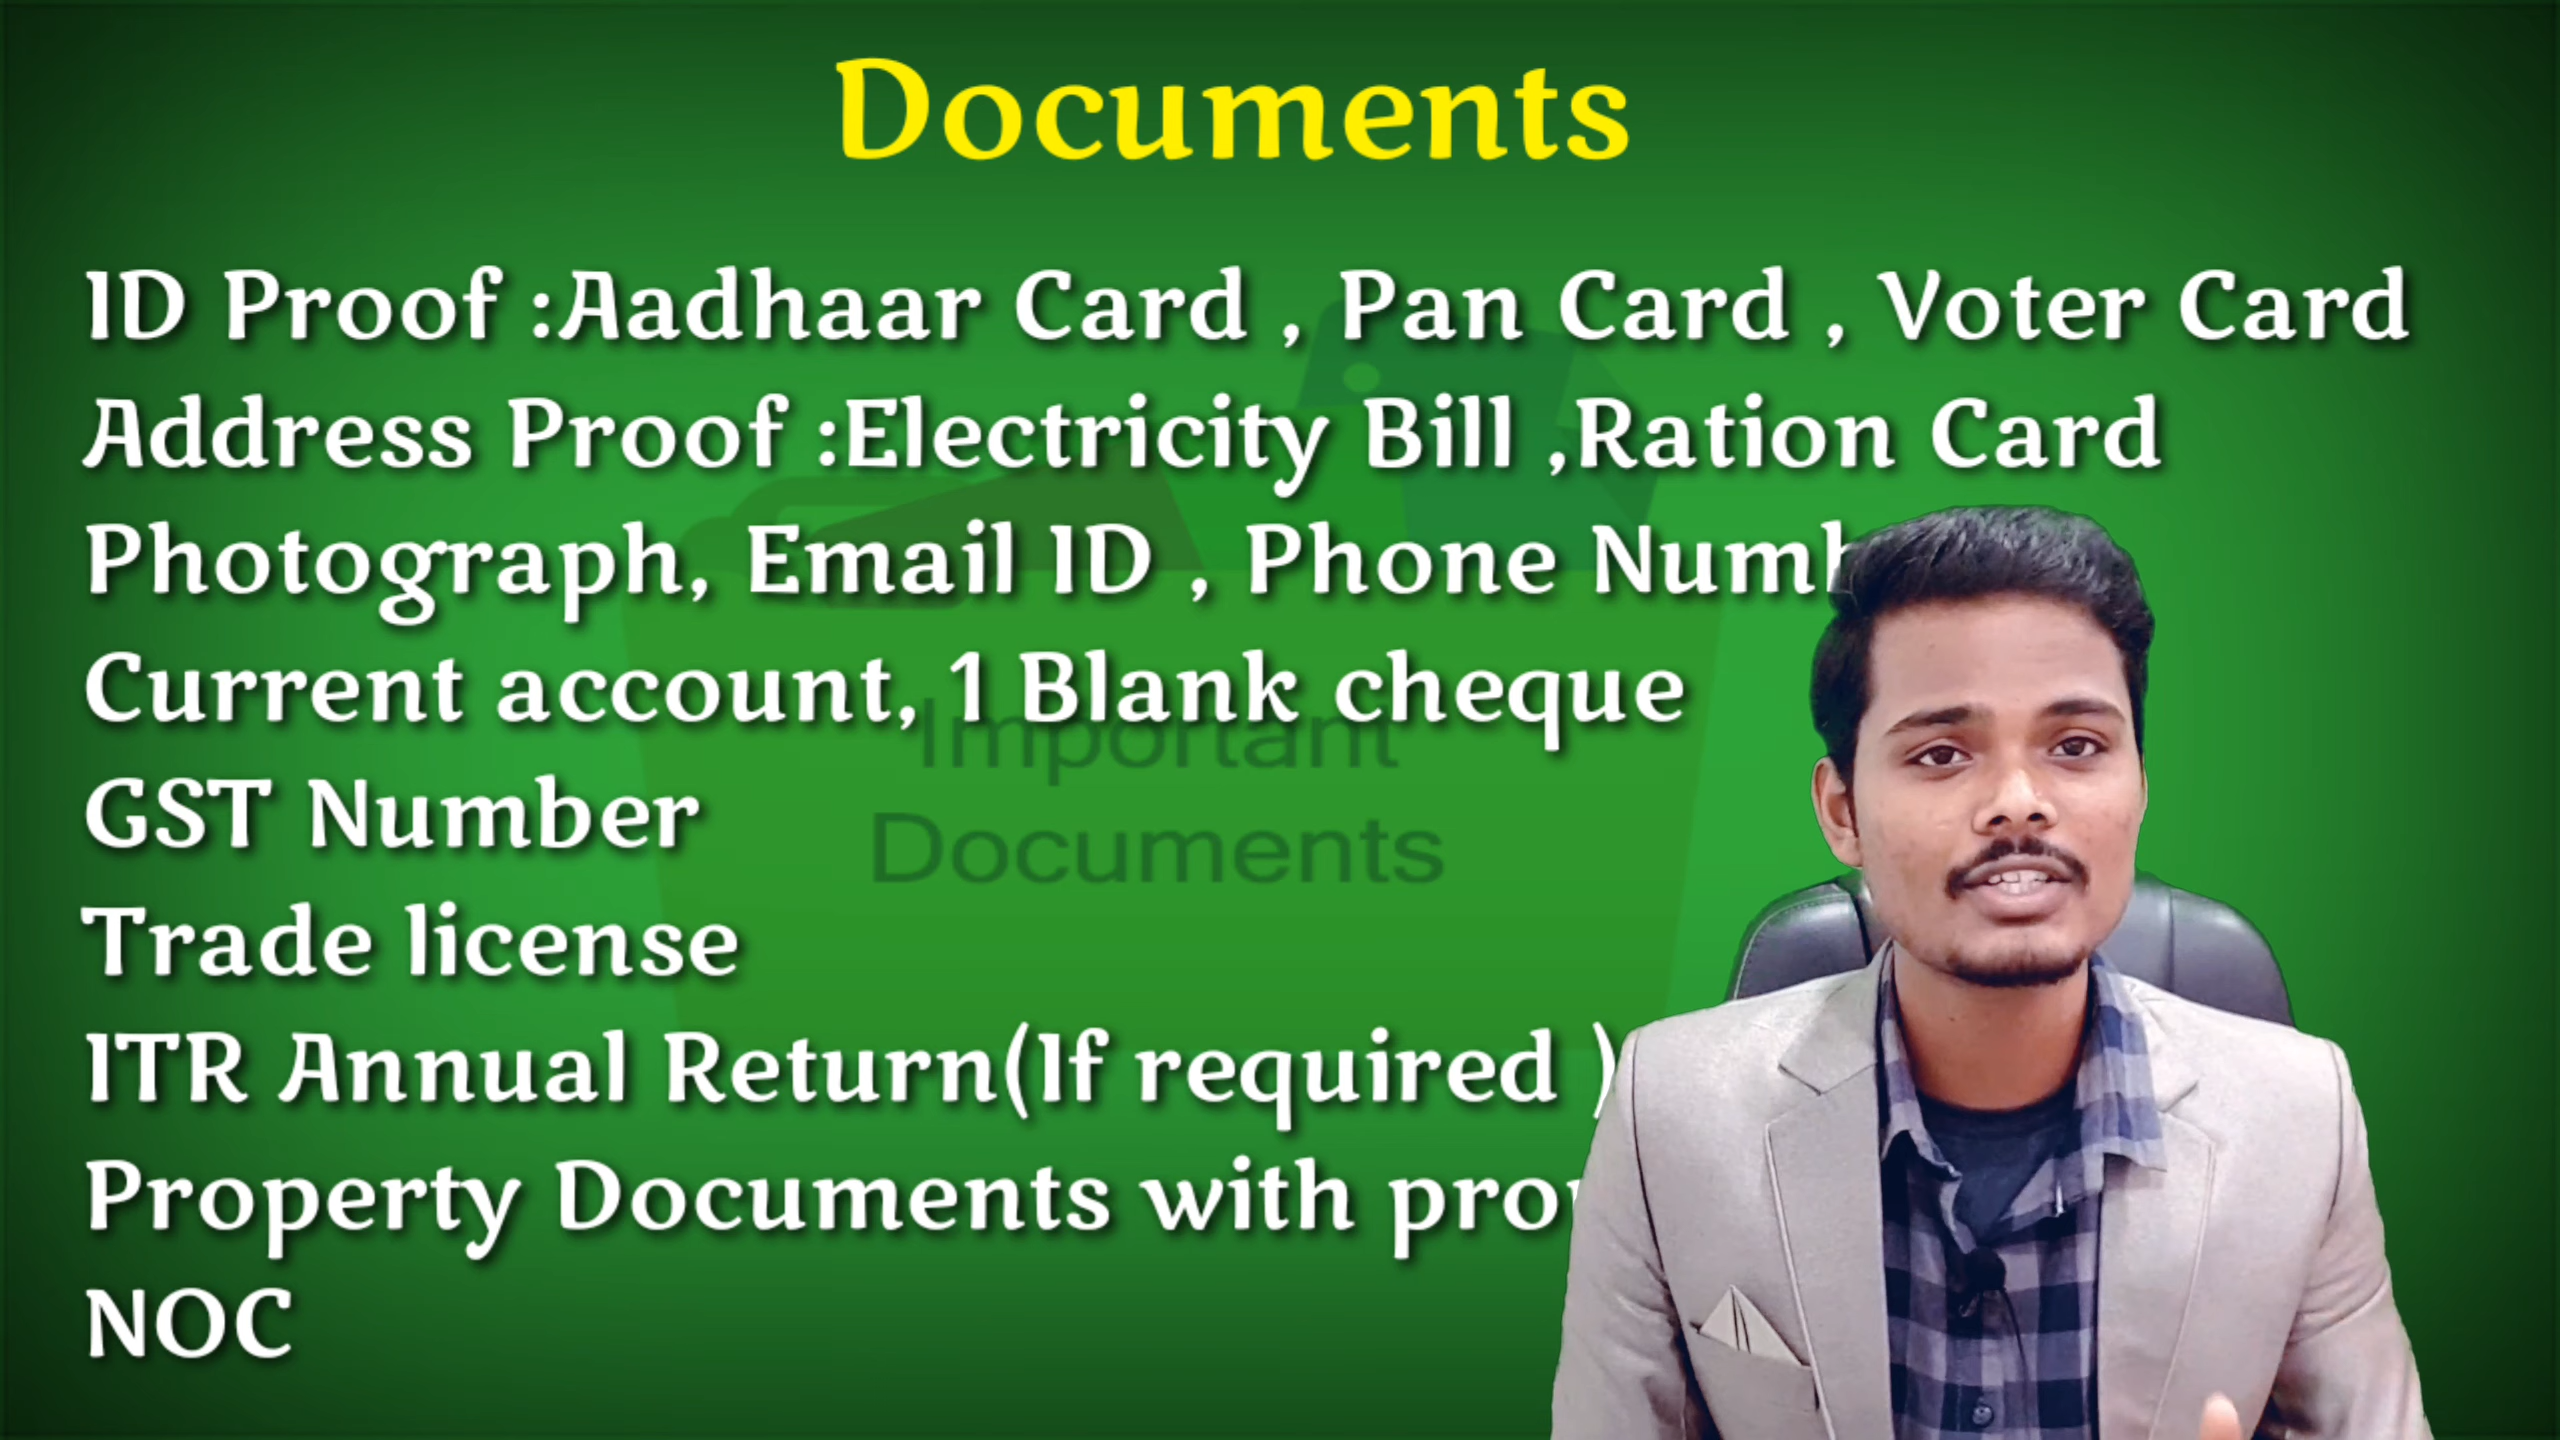 Documents
ID Proof :Aadhaar Card , Pan Card , Voter Card
Address Proof :Electricity Bill ,Ration Card
Photograph, Email ID , Phone
Current account, 1 Blank cheque
Important
Documents
GST Number
Trade license
ITR Annual Return(If required )
Property Documents with
NOC